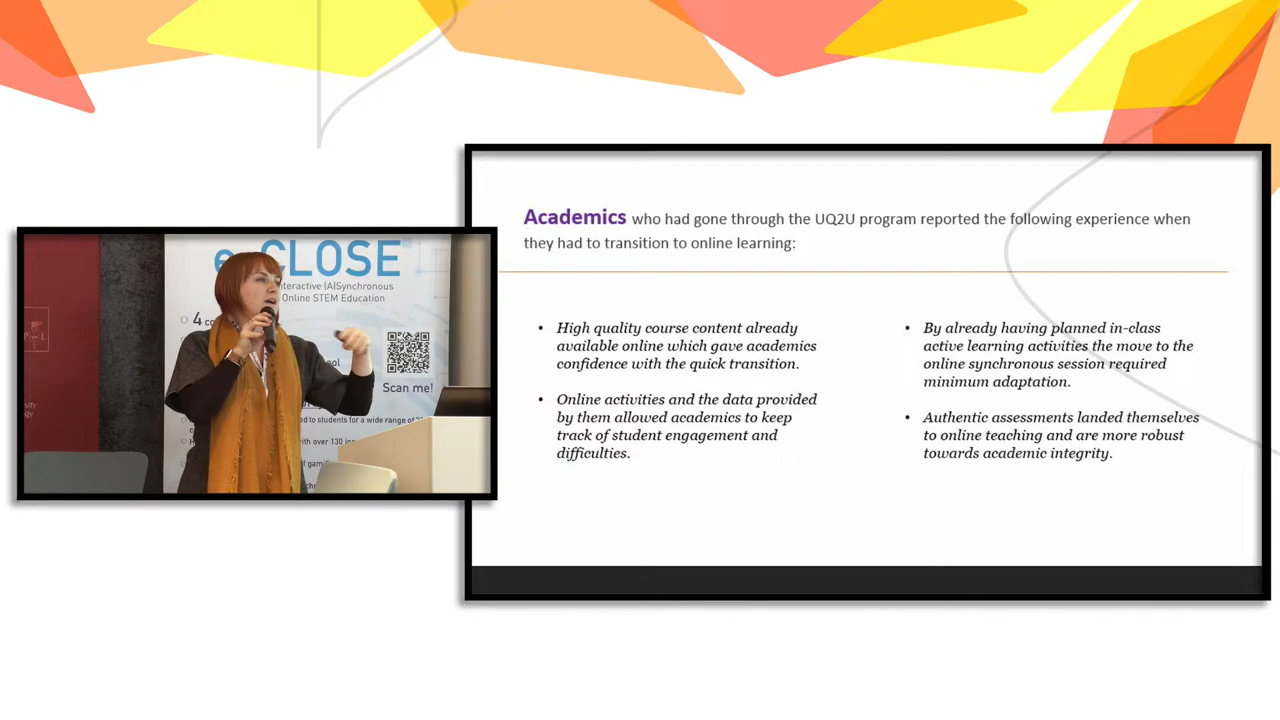 e-CLOSE
nteractive (A)Synchronous
Online STEM Education
4
Scan me!
ed to students for a wide range of
with over 130
Academics who had gone through the UQ2U program reported the following experience when
they had to transition to online learning:
• High quality course content already
available online which gave academics
confidence with the quick transition.
• Online activities and the data provided
by them allowed academics to keep
track of student engagement and
difficulties.
• By already having planned in-class
active learning activities the move to the
online synchronous session required
minimum adaptation.
• Authentic assessments landed themselves
to online teaching and are more robust
towards academic integrity.